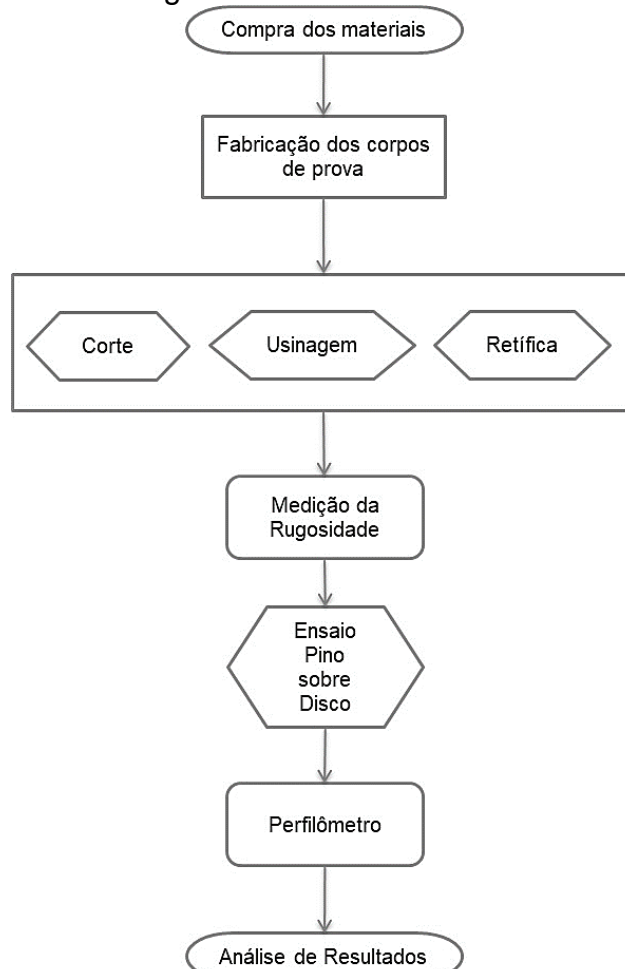 Compra dos materiais
Fabricação dos corpos
de prova
Corte
Usinagem
Retífica
Medição da
Rugosidade
Ensaio
Pino
sobre
Disco
Perfilômetro
Análise de Resultados